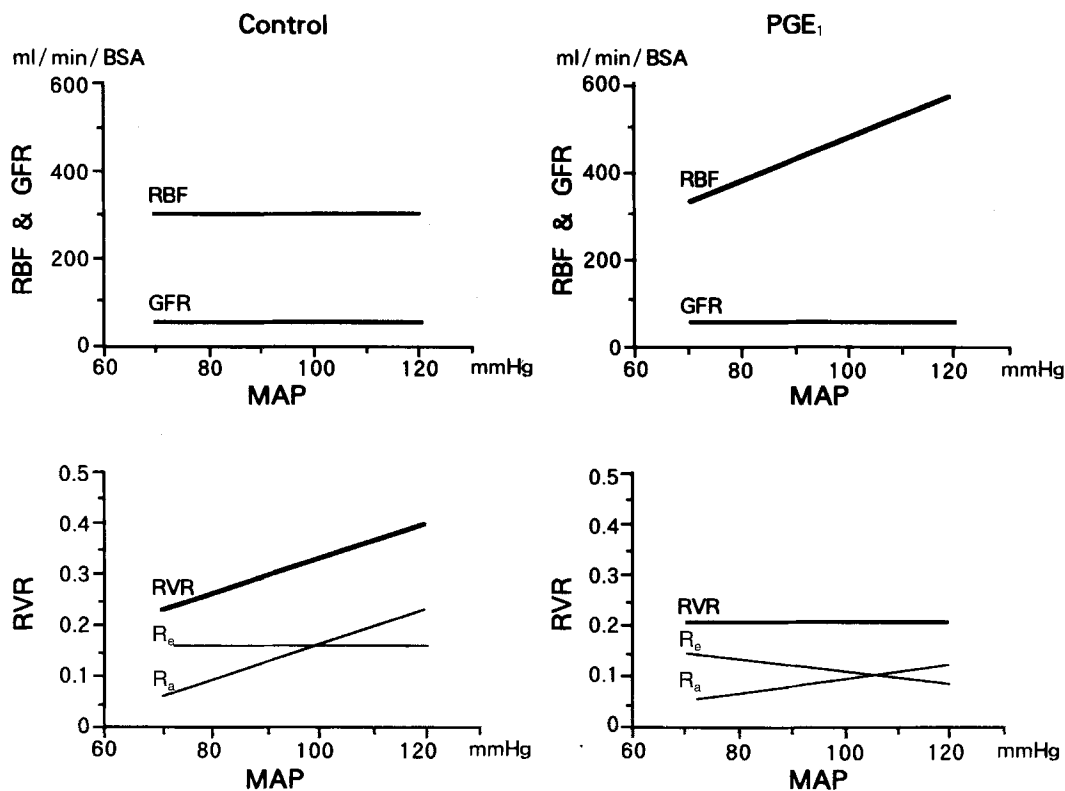 Control
ml/min/BSA
RBF & GFR
600
400
200
0
RBF
GFR
60 80 100 120 mmHg
MAP
PGE₁
ml/min/BSA
RBF & GFR
600
400
200
0
RBF
GFR
60 80 100 120 mmHg
MAP
RVR
0.5
0.4
0.3
0.2
0.1
0
RVR
Rₑ
Rₐ
60 80 100 120 mmHg
MAP
RVR
0.5
0.4
0.3
0.2
0.1
0
RVR
Rₑ
Rₐ
60 80 100 120 mmHg
MAP